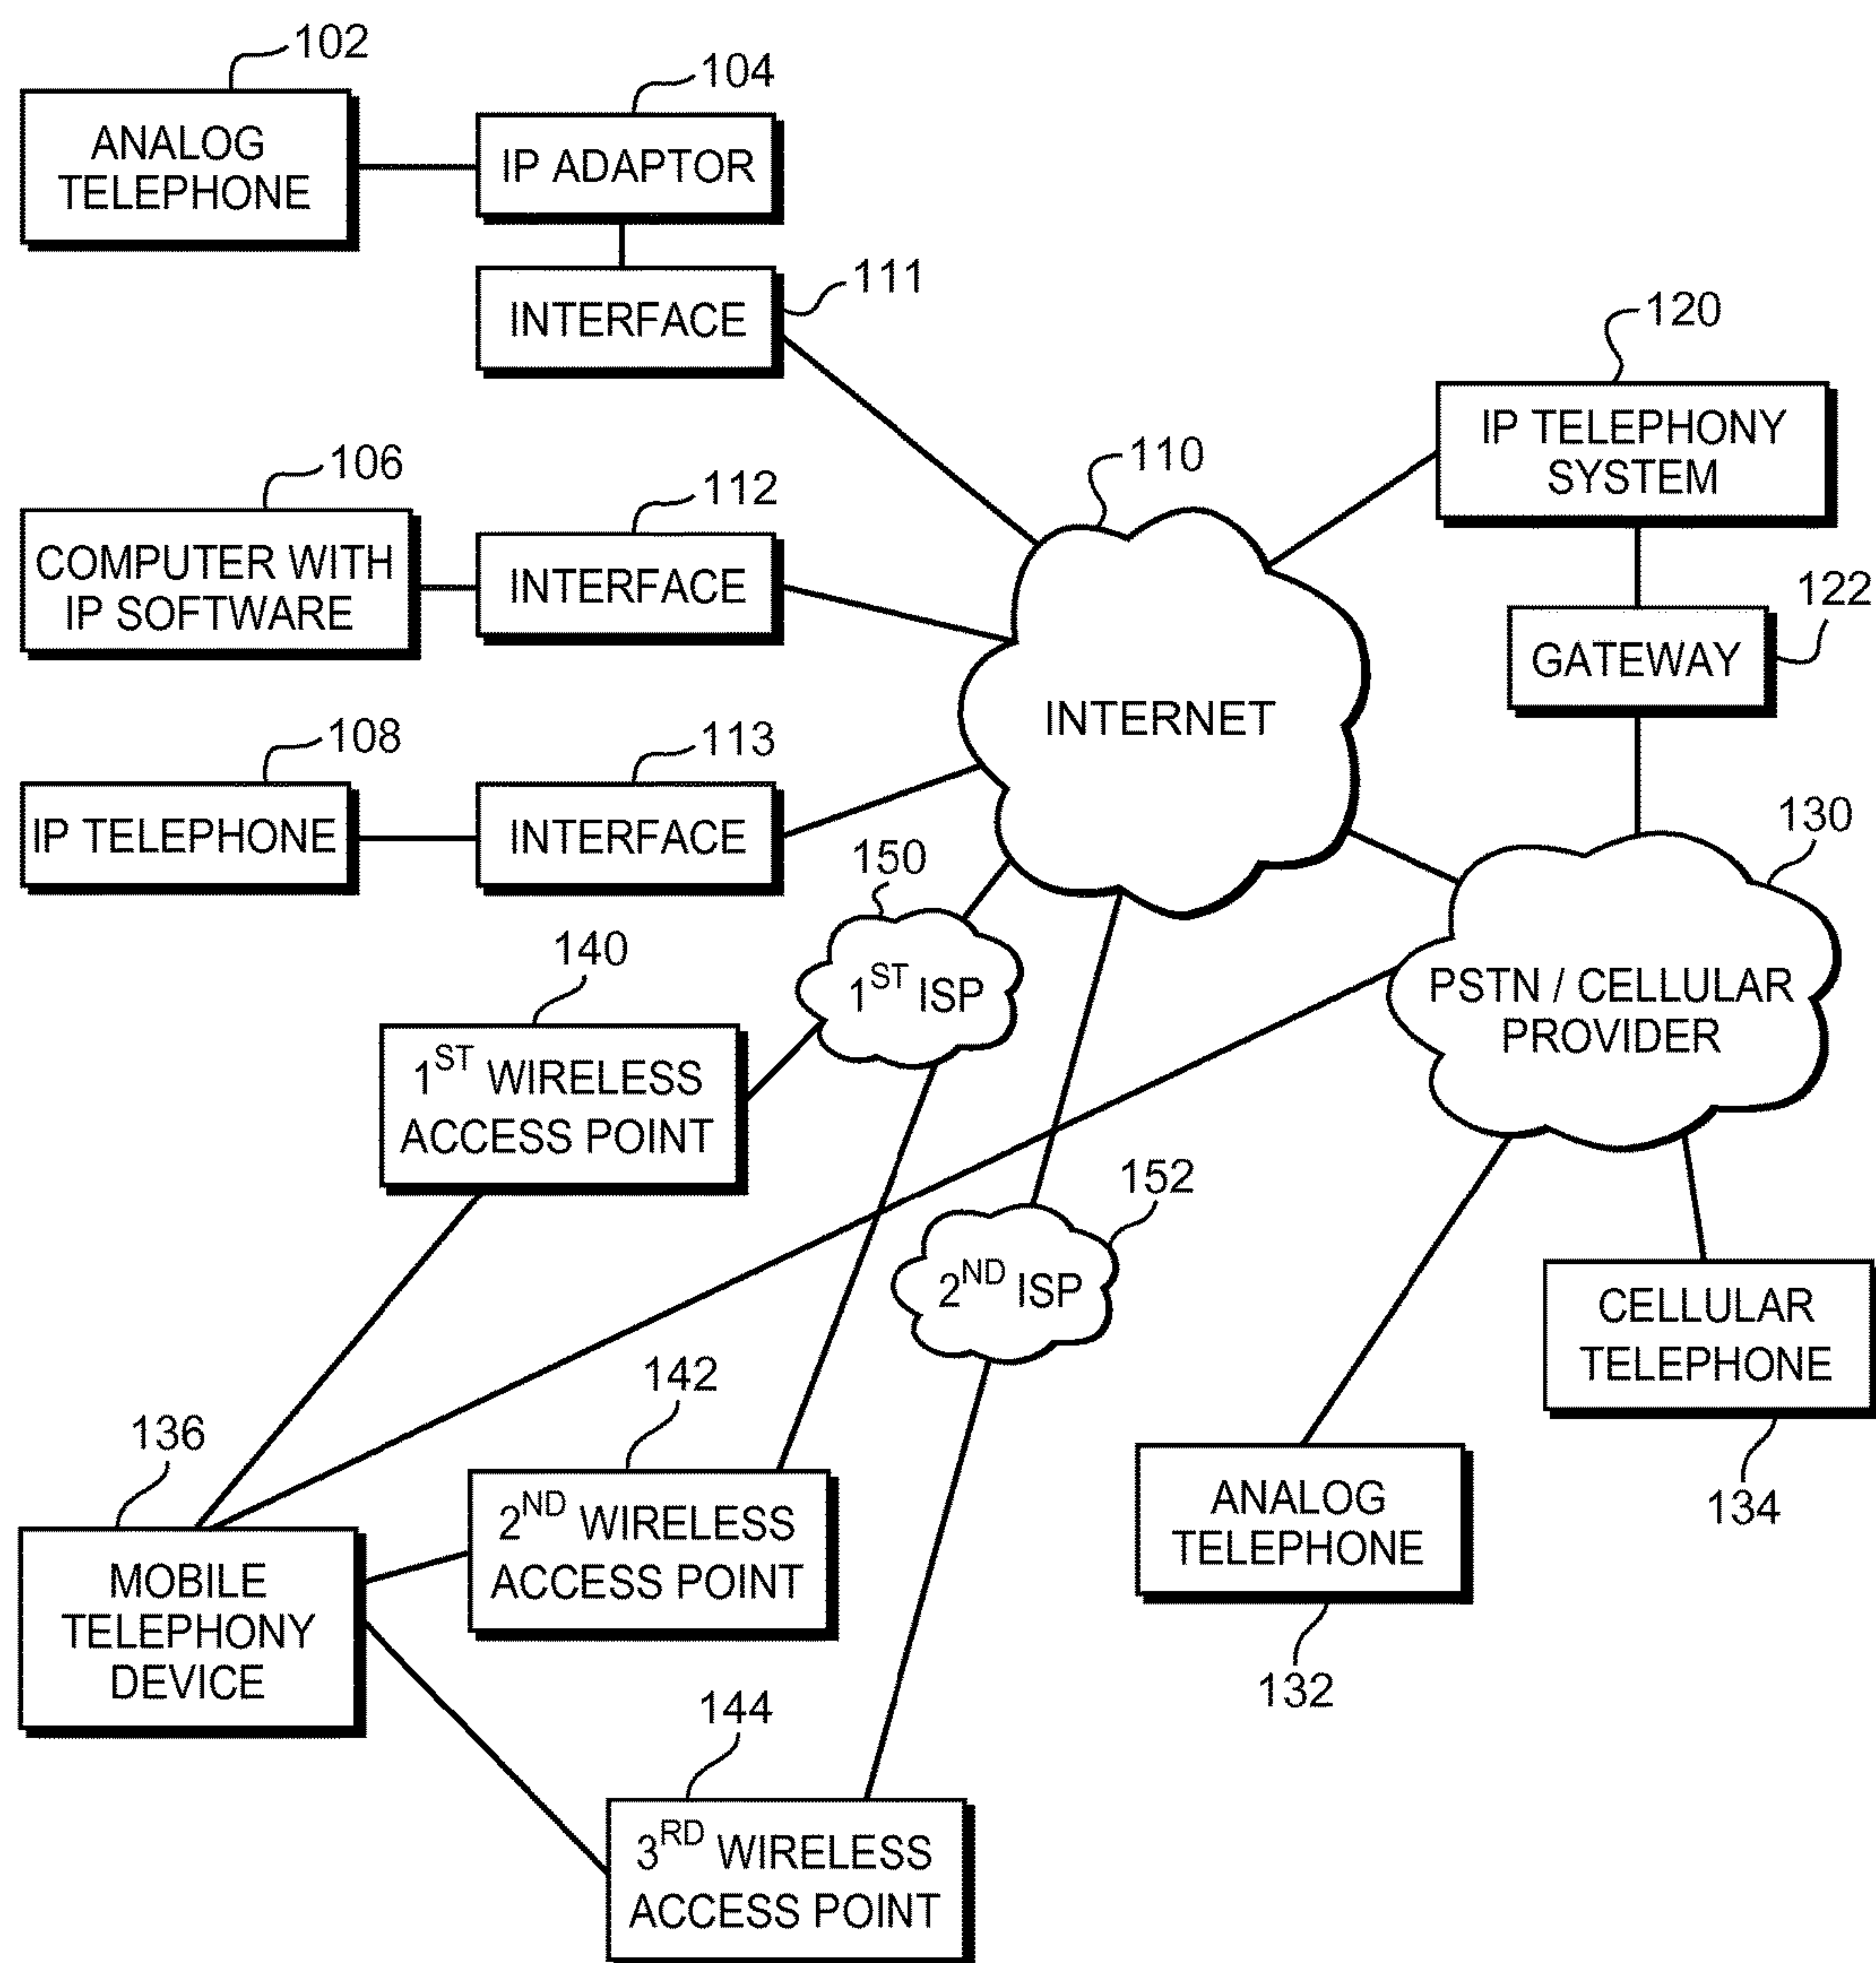 102
104
ANALOG
TELEPHONE
IP ADAPTOR
111
INTERFACE
120
IP TELEPHONY
SYSTEM
106
112
110
COMPUTER WITH
IP SOFTWARE
INTERFACE
122
GATEWAY
INTERNET
108
113
IP TELEPHONE
INTERFACE
150
130
140
1ST ISP
PSTN / CELLULAR
PROVIDER
1ST WIRELESS
ACCESS POINT
152
2ND ISP
CELLULAR
TELEPHONE
142
136
134
2ND WIRELESS
ACCESS POINT
ANALOG
TELEPHONE
MOBILE
TELEPHONY
DEVICE
132
144
3RD WIRELESS
ACCESS POINT